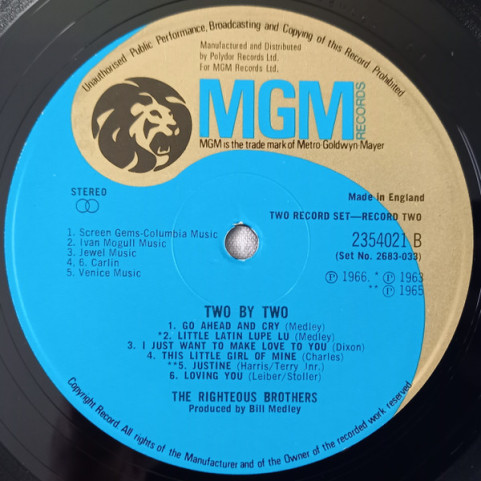 Unauthorised Public Performance, Broadcasting and Copying of this Record Prohibited
Manufactured and Distributed
by Polydor Records Ltd.
For MGM Records Ltd.
MGM
RECORDS
MGM is the trade mark of Metro-Goldwyn-Mayer
STEREO
Made in England
TWO RECORD SET—RECORD TWO
1. Screen Gems-Columbia Music
2. Ivan Mogull Music
3. Jewel Music
4, 6. Carlin
5. Venice Music
2354021 B
(Set No. 2683-033)
Ⓟ 1966, * Ⓟ 1963
** Ⓟ 1965
TWO BY TWO
1. GO AHEAD AND CRY (Medley)
*2. LITTLE LATIN LUPE LU (Medley)
3. I JUST WANT TO MAKE LOVE TO YOU (Dixon)
4. THIS LITTLE GIRL OF MINE (Charles)
**5. JUSTINE (Harris/Terry Jnr.)
6. LOVING YOU (Leiber/Stoller)
THE RIGHTEOUS BROTHERS
Produced by Bill Medley
Copyright Record. All rights of the Manufacturer and of the Owner of the recorded work reserved